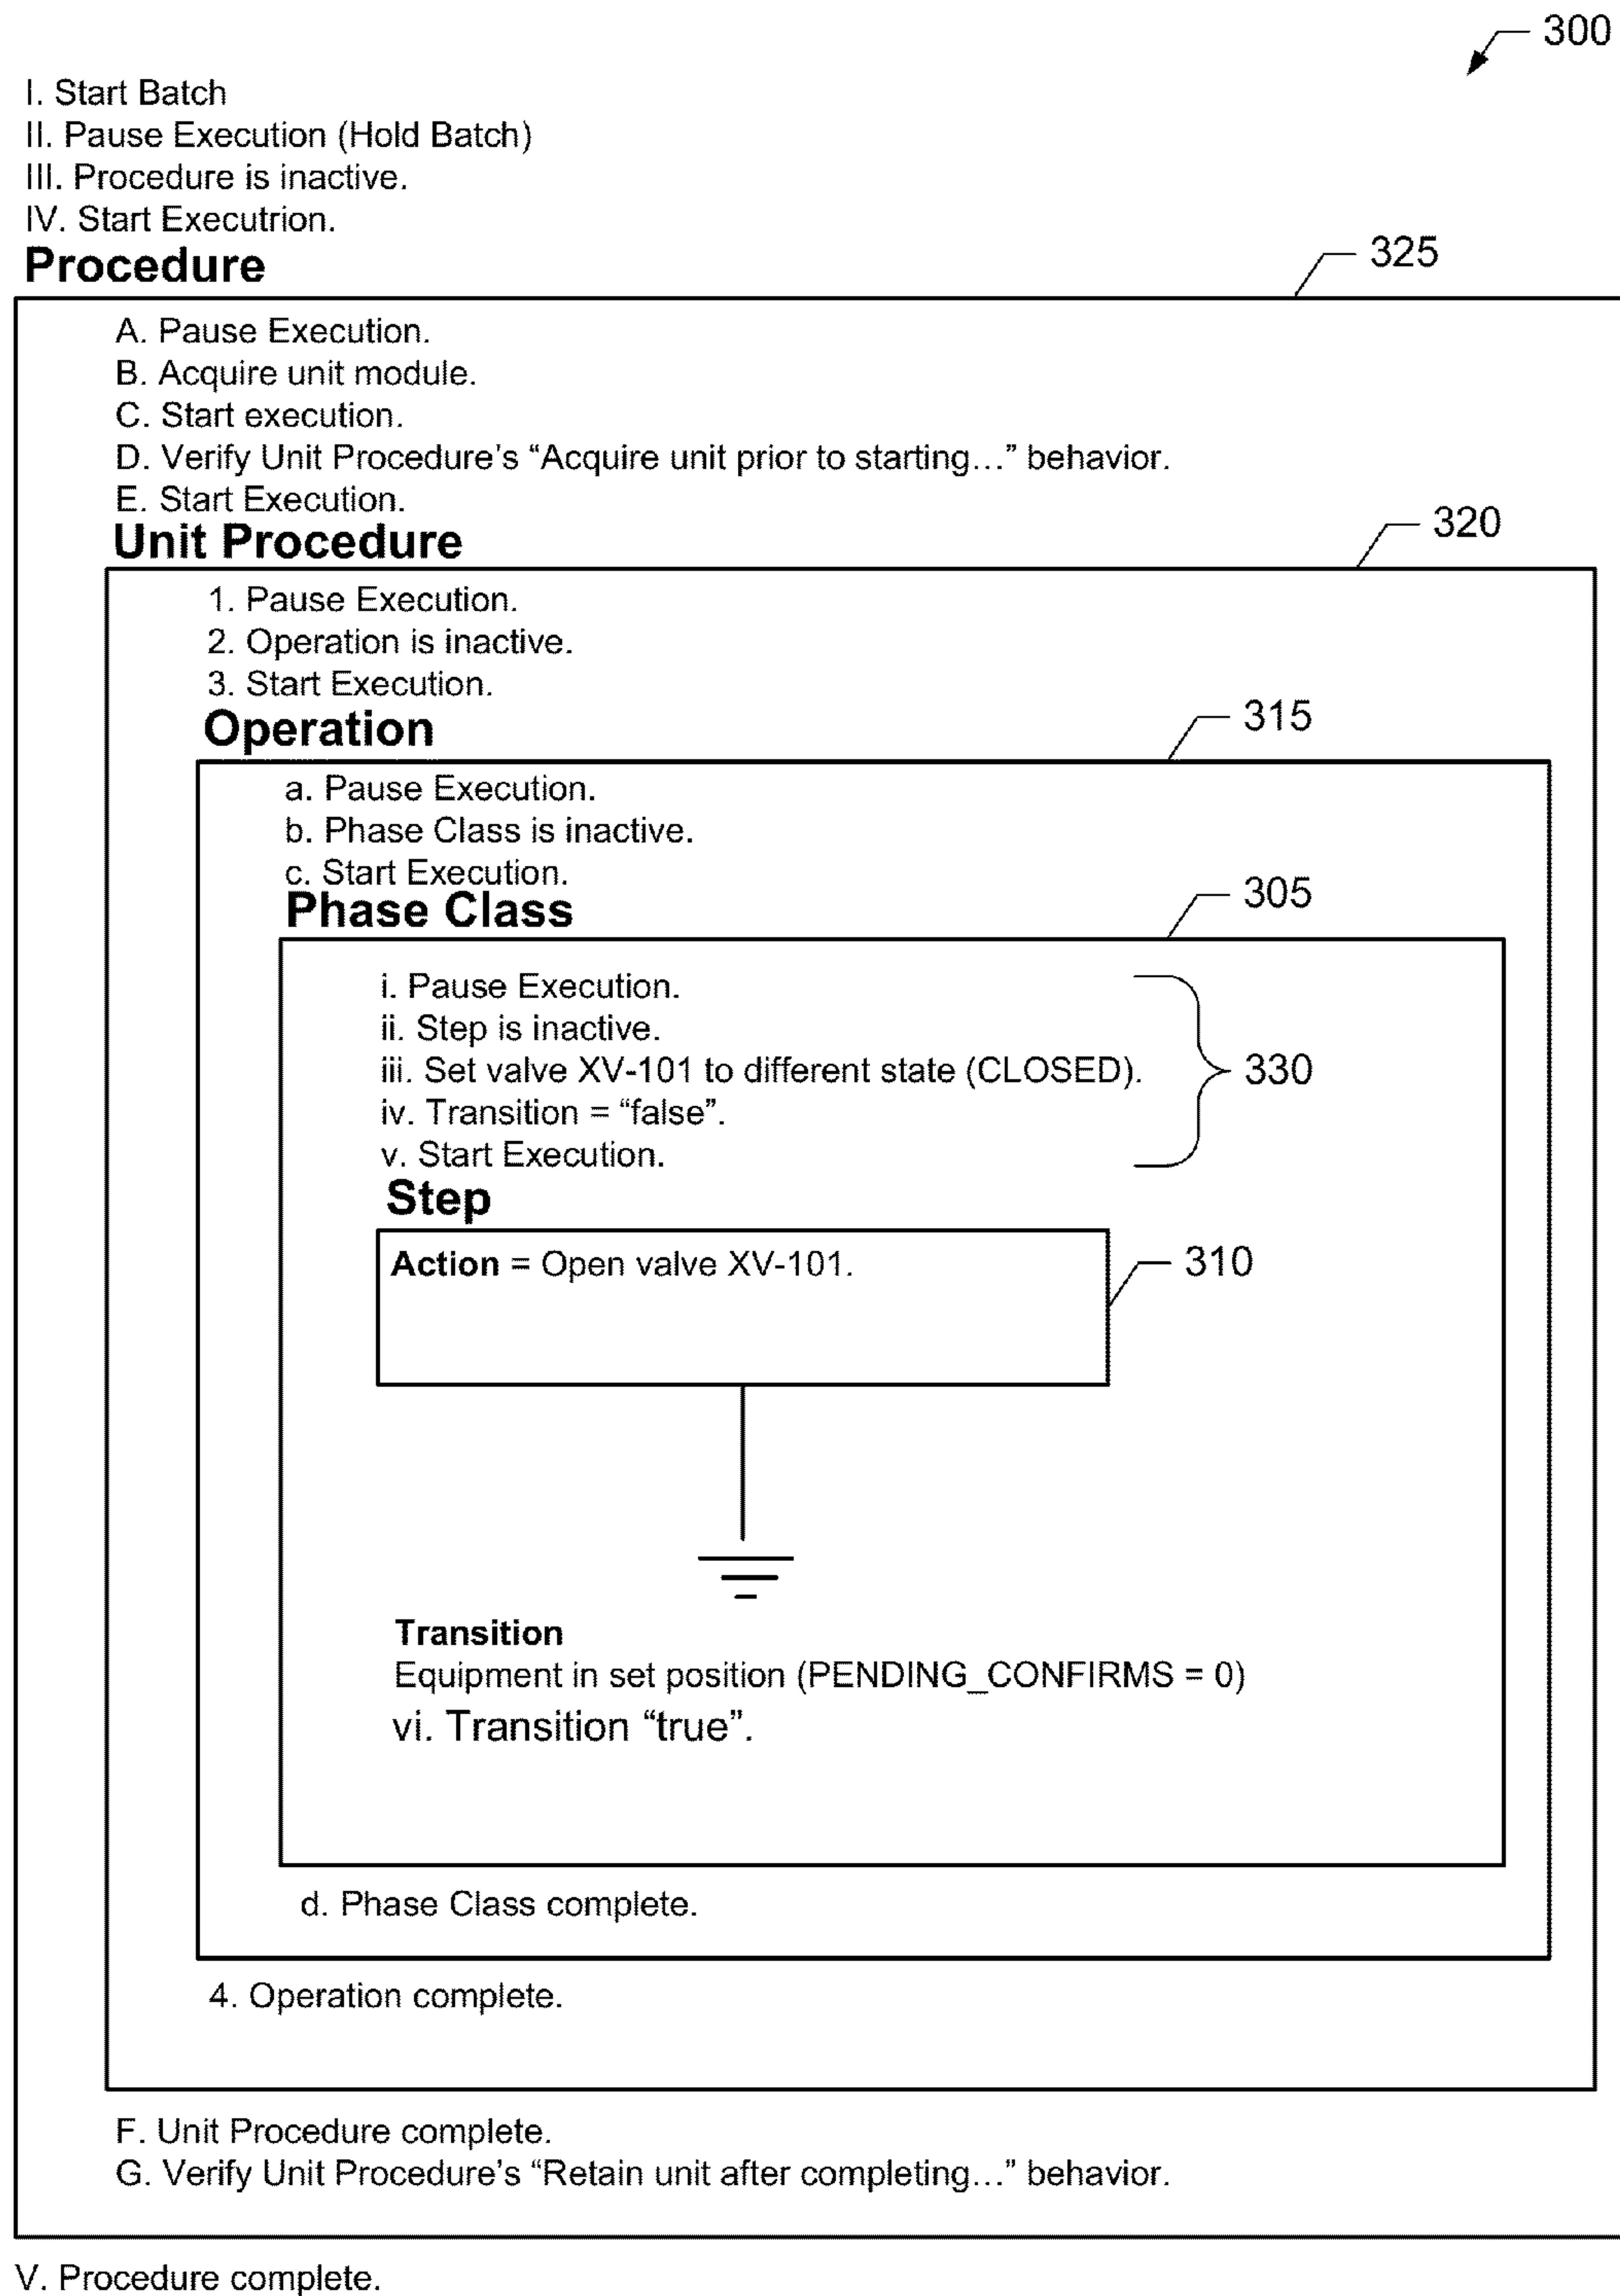 300
I. Start Batch
II. Pause Execution (Hold Batch)
III. Procedure is inactive.
IV. Start Executrion.
Procedure
325
A. Pause Execution.
B. Acquire unit module.
C. Start execution.
D. Verify Unit Procedure's “Acquire unit prior to starting...” behavior.
E. Start Execution.
Unit Procedure
320
1. Pause Execution.
2. Operation is inactive.
3. Start Execution.
Operation
315
a. Pause Execution.
b. Phase Class is inactive.
c. Start Execution.
Phase Class
305
i. Pause Execution.
ii. Step is inactive.
iii. Set valve XV-101 to different state (CLOSED).
330
iv. Transition = “false”.
v. Start Execution.
Step
Action = Open valve XV-101.
310
Transition
Equipment in set position (PENDING_CONFIRMS = 0)
vi. Transition “true”.
d. Phase Class complete.
4. Operation complete.
F. Unit Procedure complete.
G. Verify Unit Procedure's “Retain unit after completing...” behavior.
V. Procedure complete.